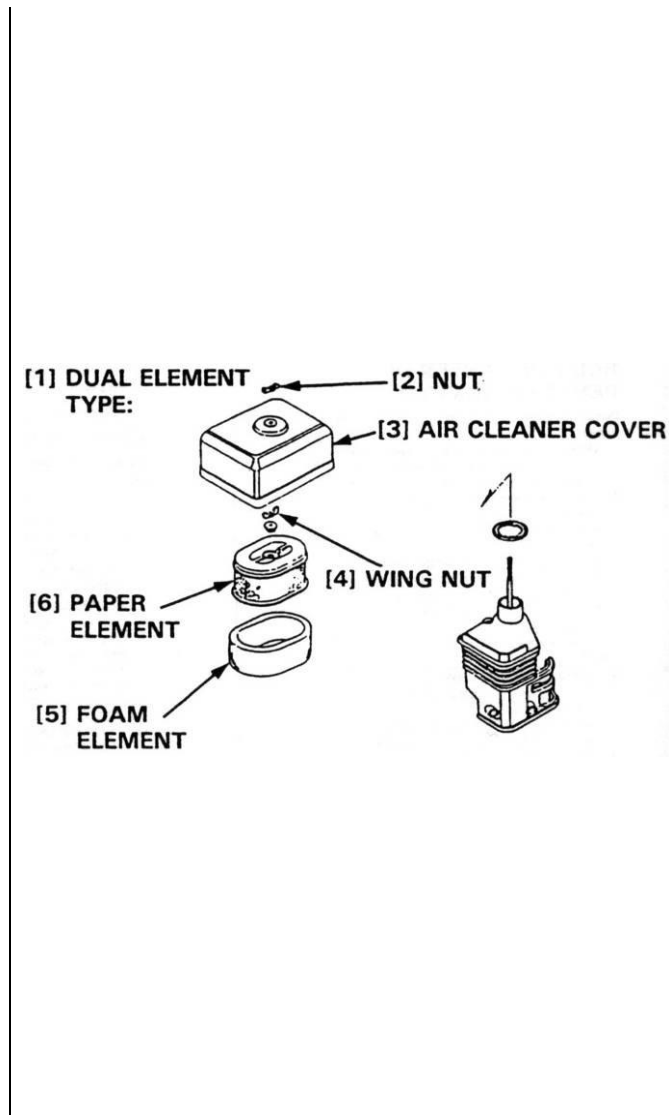 [1] DUAL ELEMENT
TYPE:
[2] NUT
[3] AIR CLEANER COVER
[4] WING NUT
[6] PAPER
ELEMENT
[5] FOAM
ELEMENT